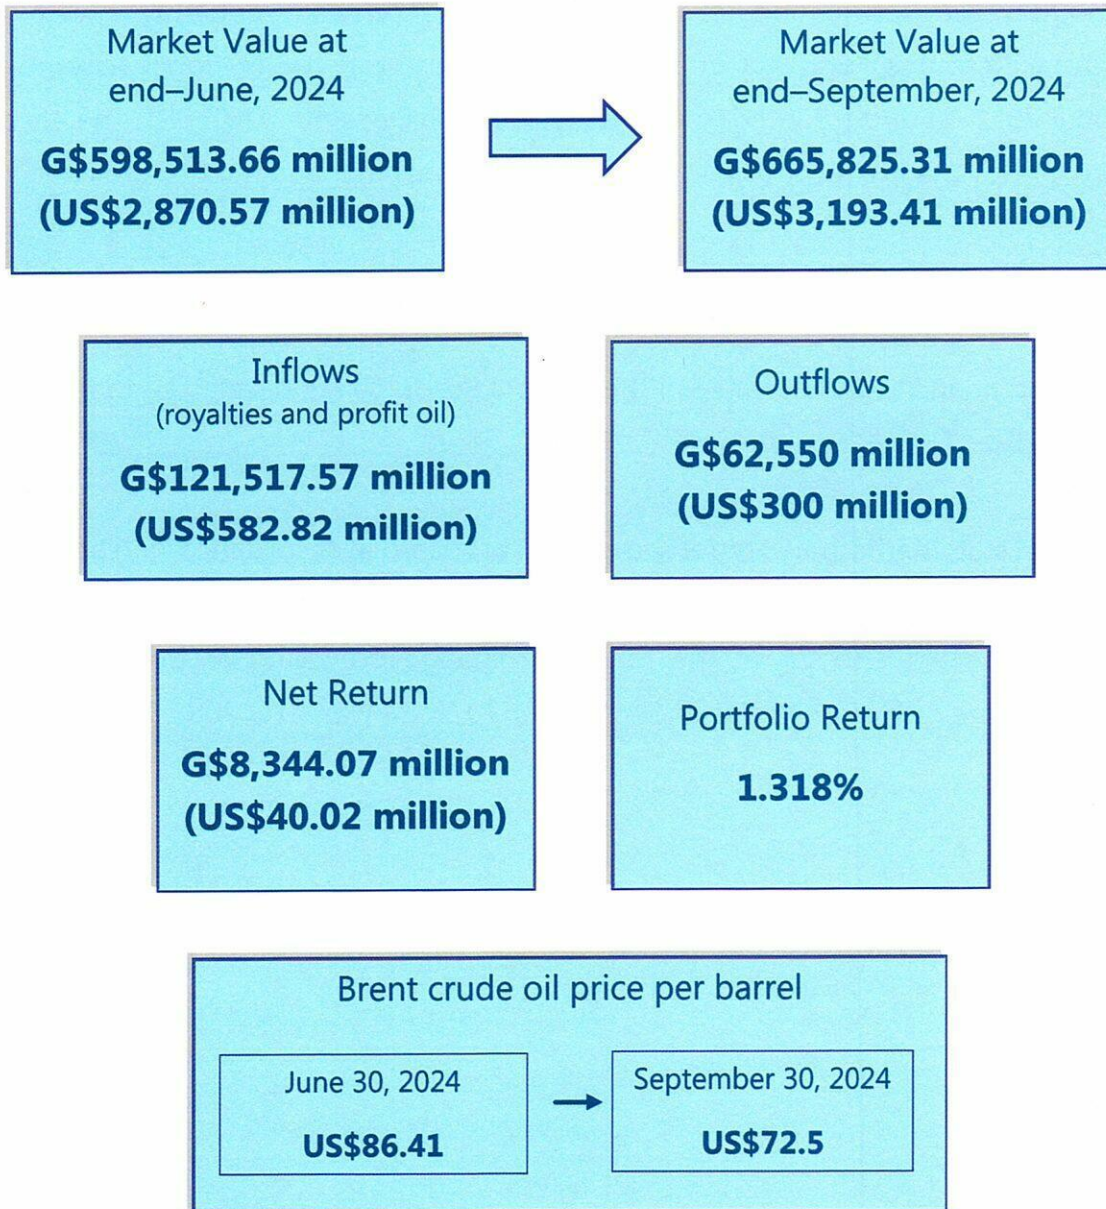 Market Value at
end–June, 2024
G$598,513.66 million
(US$2,870.57 million)
Market Value at
end–September, 2024
G$665,825.31 million
(US$3,193.41 million)
Inflows
(royalties and profit oil)
G$121,517.57 million
(US$582.82 million)
Outflows
G$62,550 million
(US$300 million)
Net Return
G$8,344.07 million
(US$40.02 million)
Portfolio Return
1.318%
Brent crude oil price per barrel
June 30, 2024
US$86.41
September 30, 2024
US$72.5